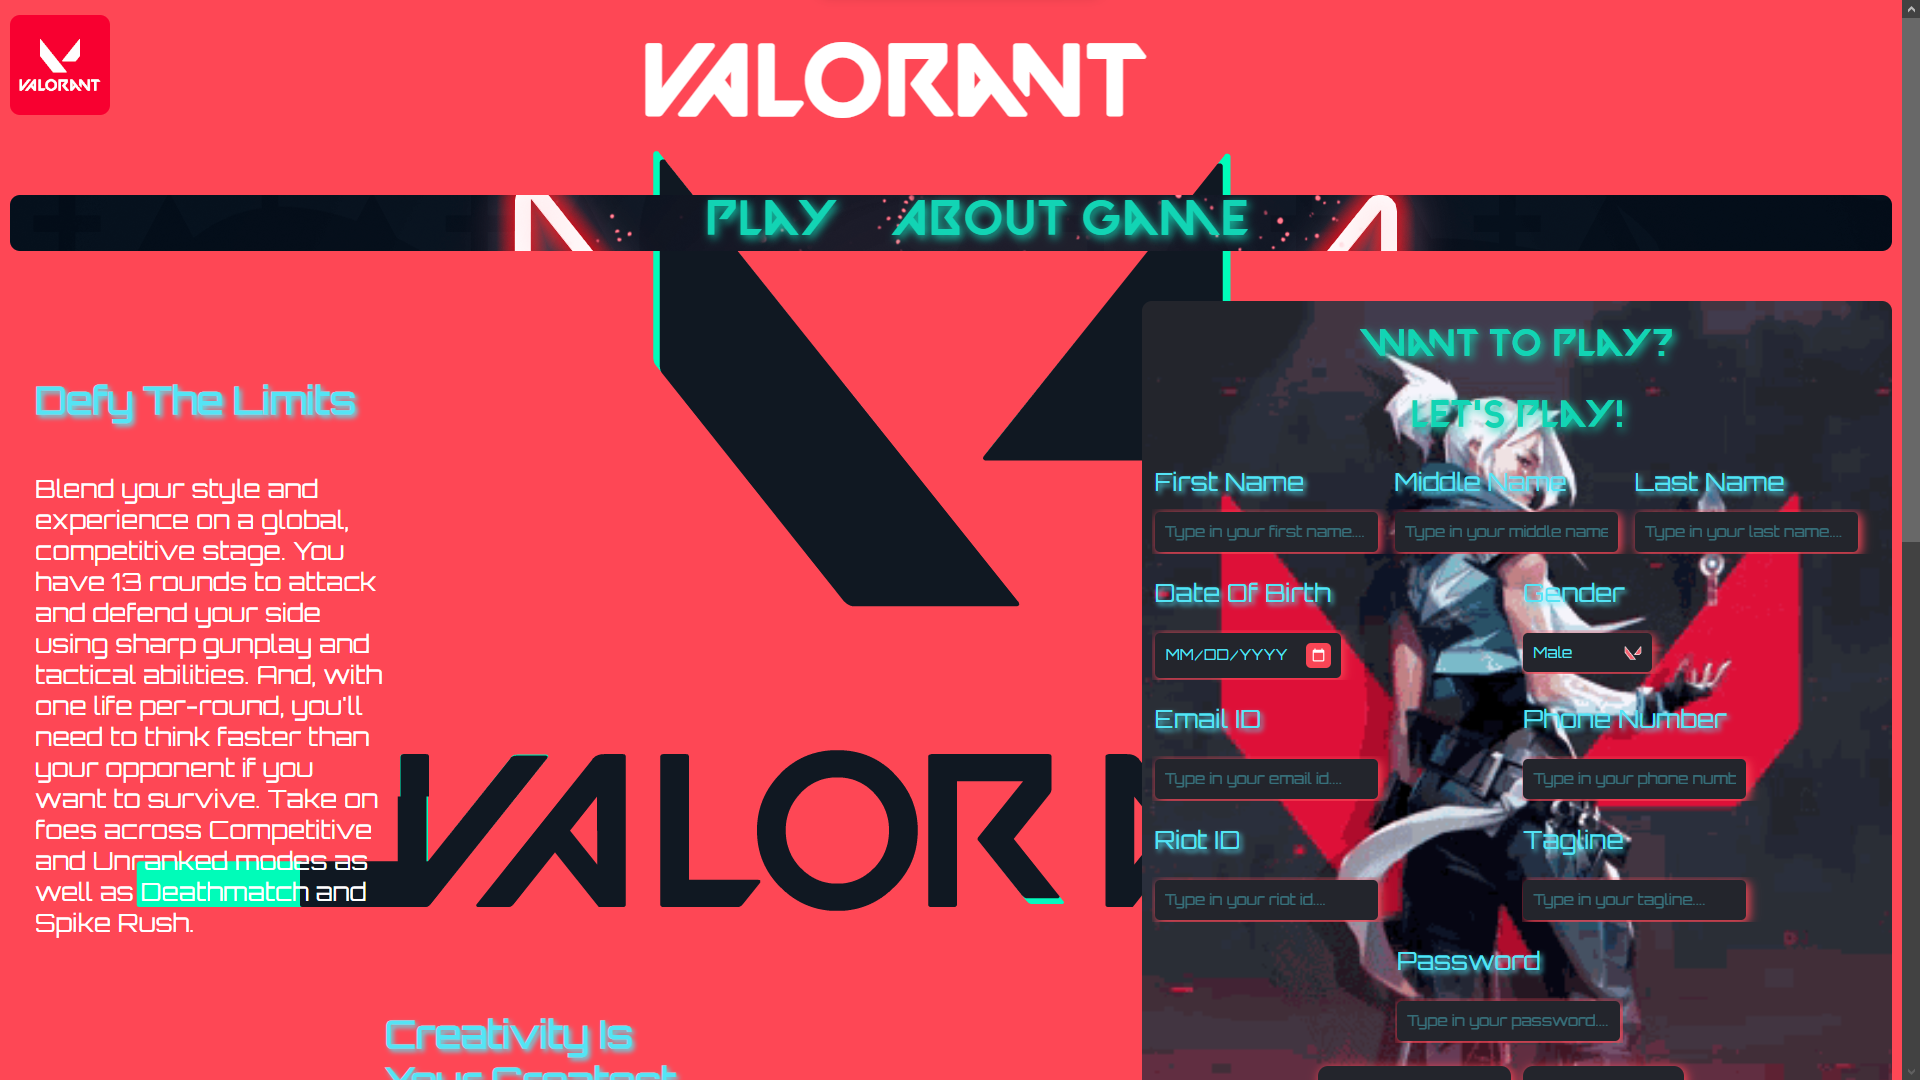 VALORANT
VALORANT
PLAY ABOUT GAME
Defy The Limits
Blend your style and
experience on a global,
competitive stage. You
have 13 rounds to attack
and defend your side
using sharp gunplay and
tactical abilities. And, with
one life per-round, you'll
need to think faster than
your opponent if you
want to survive. Take on
foes across Competitive
and Unranked modes as
well as Deathmatch and
Spike Rush.
VALOR
Creativity Is
Your Greatest
WANT TO PLAY?
LET'S PLAY!
First Name Middle Name Last Name
Type in your first name.... Type in your middle name Type in your last name....
Date Of Birth Gender
MM/DD/YYYY Male
Email ID Phone Number
Type in your email id.... Type in your phone numb
Riot ID Tagline
Type in your riot id.... Type in your tagline....
Password
Type in your password....